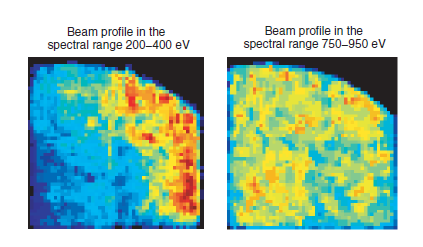 Beam profile in the
spectral range 200–400 eV
Beam profile in the
spectral range 750–950 eV